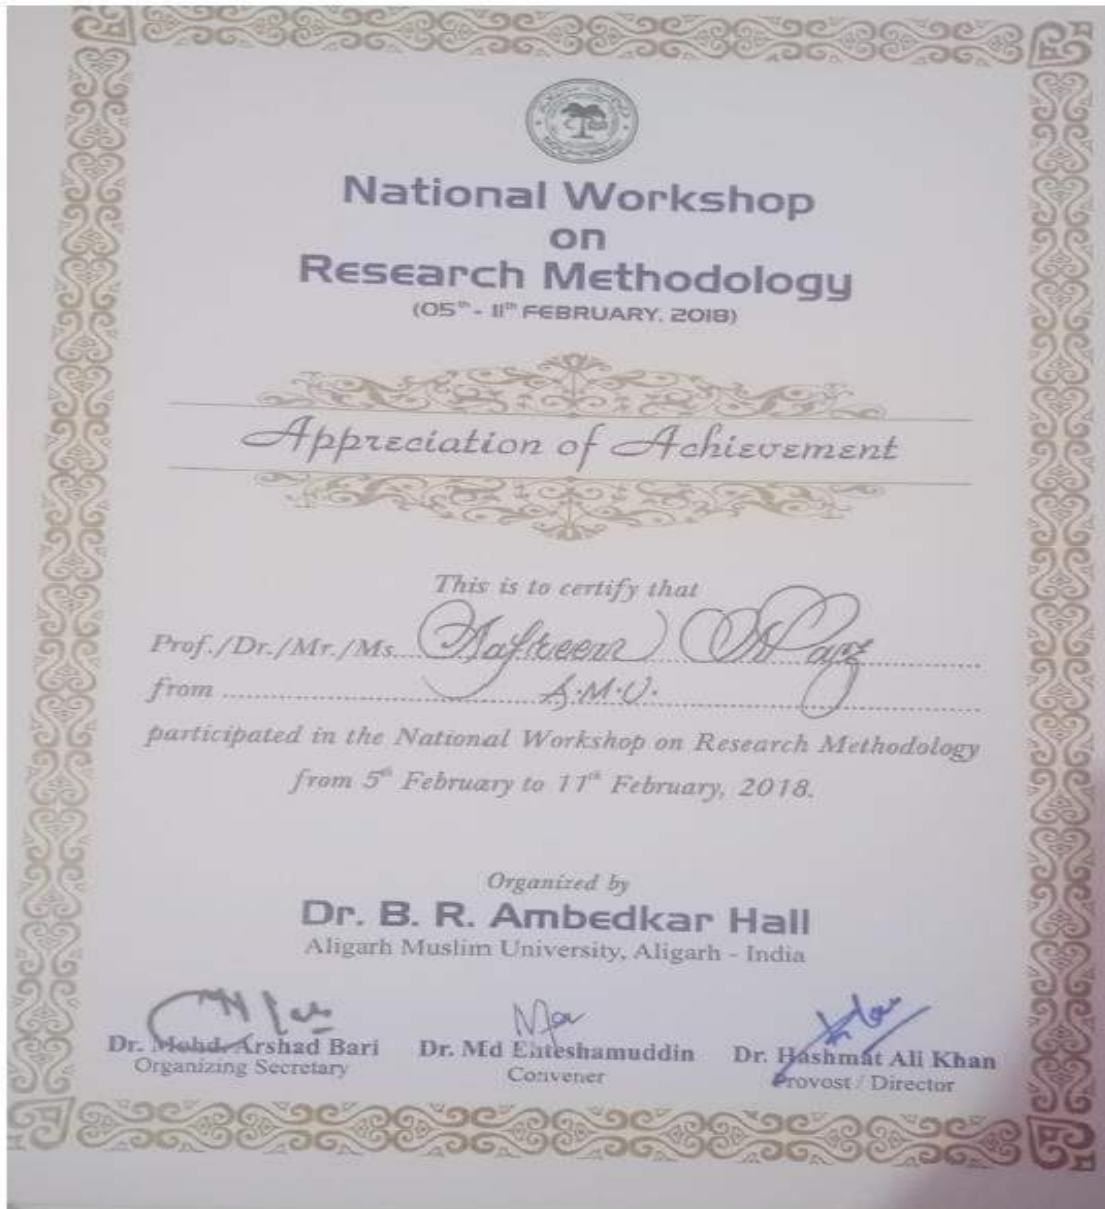 National Workshop
on
Research Methodology
(05th - 11th FEBRUARY, 2018)
Appreciation of Achievement
This is to certify that
Prof./Dr./Mr./Ms.
from A.M.U.
participated in the National Workshop on Research Methodology
from 5th February to 11th February, 2018.
Organized by
Dr. B. R. Ambedkar Hall
Aligarh Muslim University, Aligarh - India
Dr. Mohd. Arshad Bari Dr. Md Ehteshamuddin Dr. Hashmat Ali Khan
Organizing Secretary Convener Provost / Director